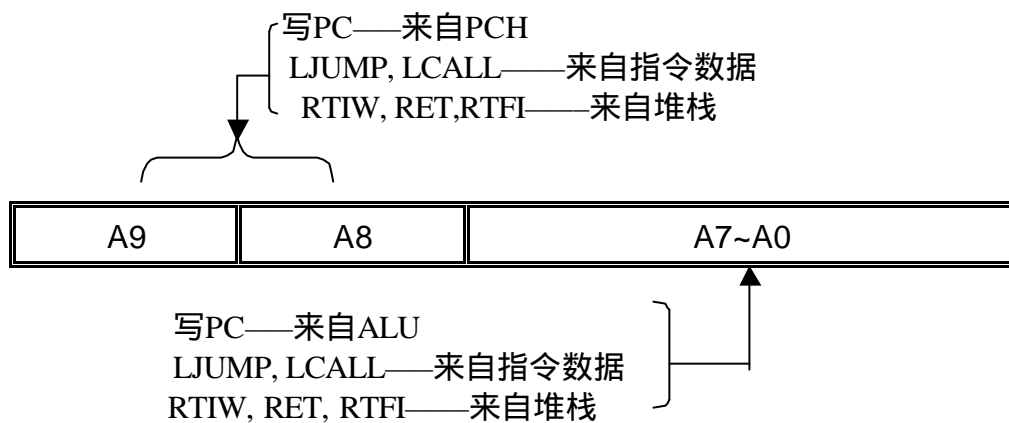 写PC——来自PCH
LJUMP, LCALL——来自指令数据
RTIW, RET,RTFI——来自堆栈
A9 A8 A7~A0
写PC——来自ALU
LJUMP, LCALL——来自指令数据
RTIW, RET, RTFI——来自堆栈